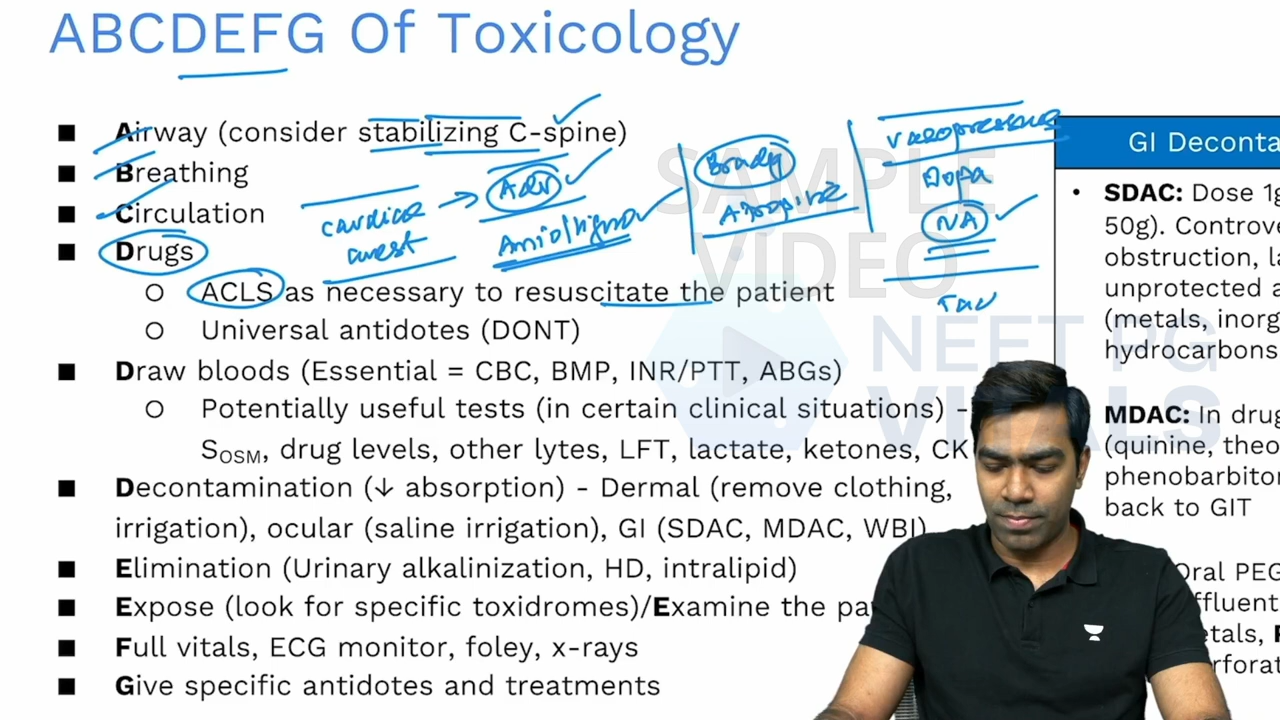 ABCDEFG Of Toxicology
■ Airway (consider stabilizing C-spine)
■ Breathing
■ Circulation
■ Drugs
○ ACLS as necessary to resuscitate the patient
○ Universal antidotes (DONT)
■ Draw bloods (Essential = CBC, BMP, INR/PTT, ABGs)
○ Potentially useful tests (in certain clinical situations) -
SOSM, drug levels, other lytes, LFT, lactate, ketones, CK
■ Decontamination (↓ absorption) - Dermal (remove clothing,
irrigation), ocular (saline irrigation), GI (SDAC, MDAC, WBI)
■ Elimination (Urinary alkalinization, HD, intralipid)
■ Expose (look for specific toxidromes)/Examine the pa
■ Full vitals, ECG monitor, foley, x-rays
■ Give specific antidotes and treatments
cardiac
arrest
→ Adr
Amio/ligno
Brady
Atropine
vasopressors
Dopa
NA
SAMPLE
VIDEO
NEET PG
VITALS
GI Deconta
• SDAC: Dose 1g
50g). Controve
obstruction, la
unprotected a
(metals, inorg
hydrocarbons
MDAC: In drug
(quinine, theo
phenobarbiton
back to GIT
Oral PEG
ffluent
etals,
rforat